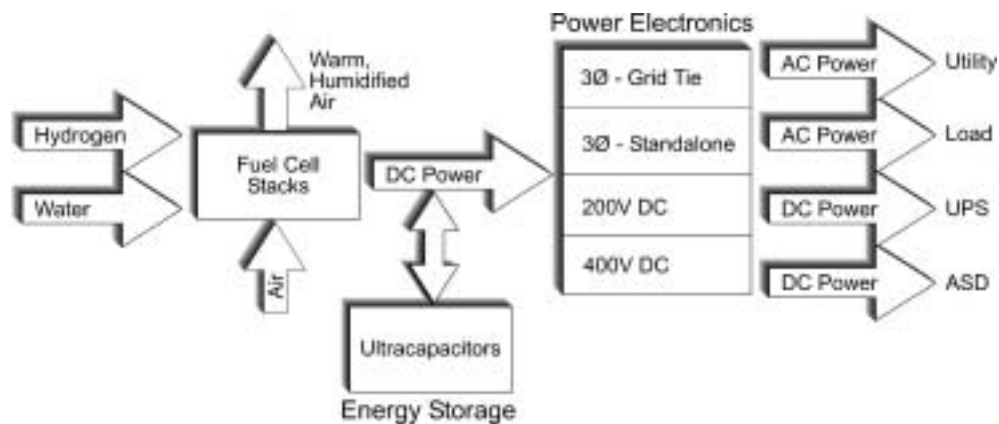 Power Electronics
Warm,
Humidified
Air
Hydrogen
Water
Fuel Cell
Stacks
Air
DC Power
Ultracapacitors
Energy Storage
3Ø - Grid Tie
3Ø - Standalone
200V DC
400V DC
AC Power
Utility
AC Power
Load
DC Power
UPS
DC Power
ASD